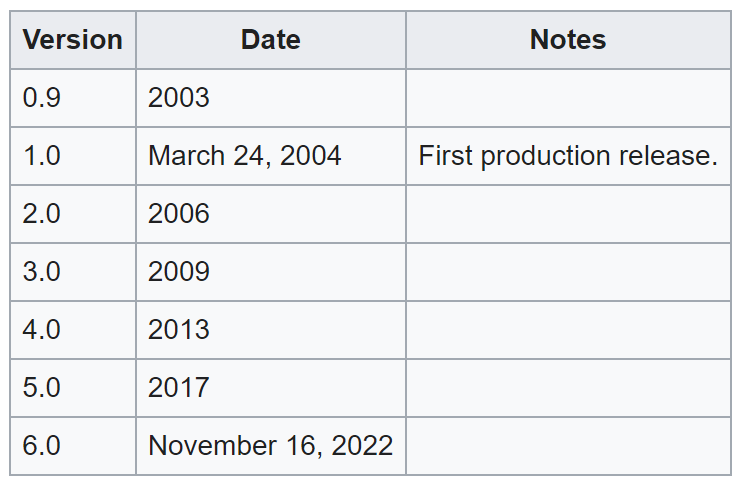 Version Date Notes
0.9 2003
1.0 March 24, 2004 First production release.
2.0 2006
3.0 2009
4.0 2013
5.0 2017
6.0 November 16, 2022